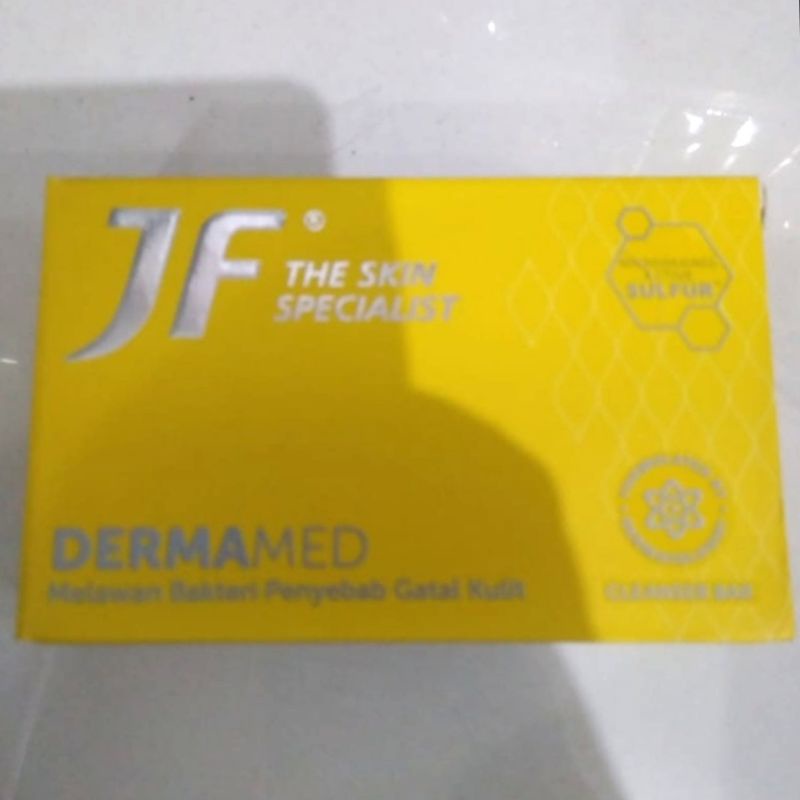 JF®
THE SKIN
SPECIALIST
SULFUR
DERMAMED
Melawan Bakteri Penyebab Gatal Kulit
CLEANSER BAR